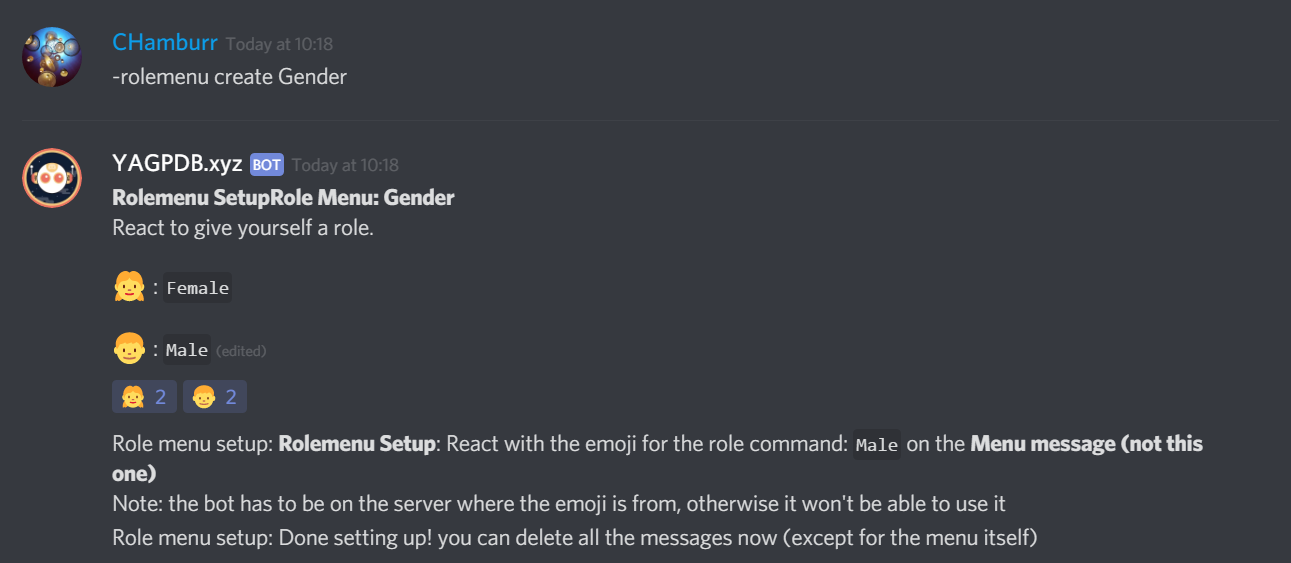 CHamburr Today at 10:18
-rolemenu create Gender
YAGPDB.xyz BOT Today at 10:18
Rolemenu SetupRole Menu: Gender
React to give yourself a role.
: Female
: Male (edited)
2 2
Role menu setup: Rolemenu Setup: React with the emoji for the role command: Male on the Menu message (not this
one)
Note: the bot has to be on the server where the emoji is from, otherwise it won't be able to use it
Role menu setup: Done setting up! you can delete all the messages now (except for the menu itself)